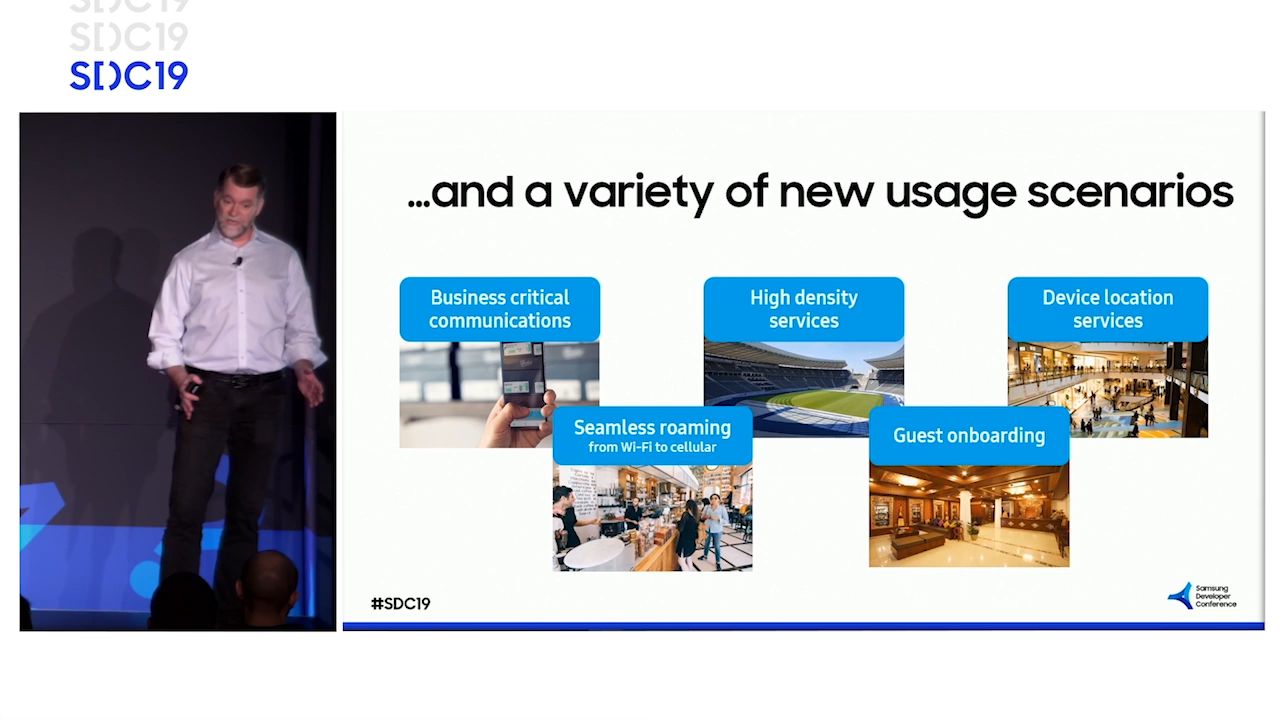 SDC19
SDC19
SDC19
...and a variety of new usage scenarios
Business critical
communications
High density
services
Device location
services
Seamless roaming
from Wi-Fi to cellular
Guest onboarding
#SDC19
Samsung
Developer
Conference